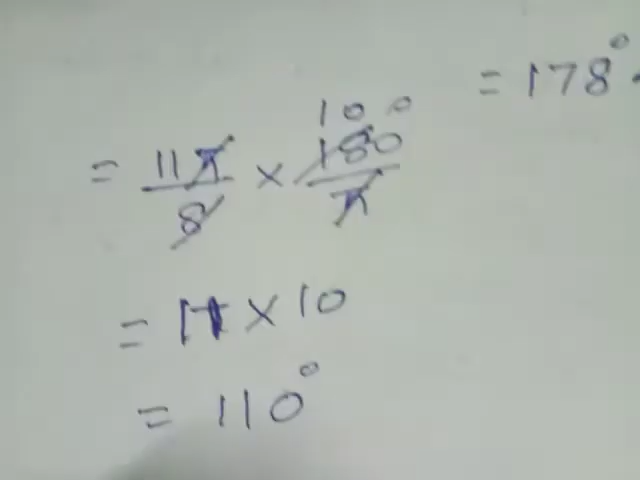 = 178°
= 11π/8 × 180/π 10°
= 11 × 10
= 110°